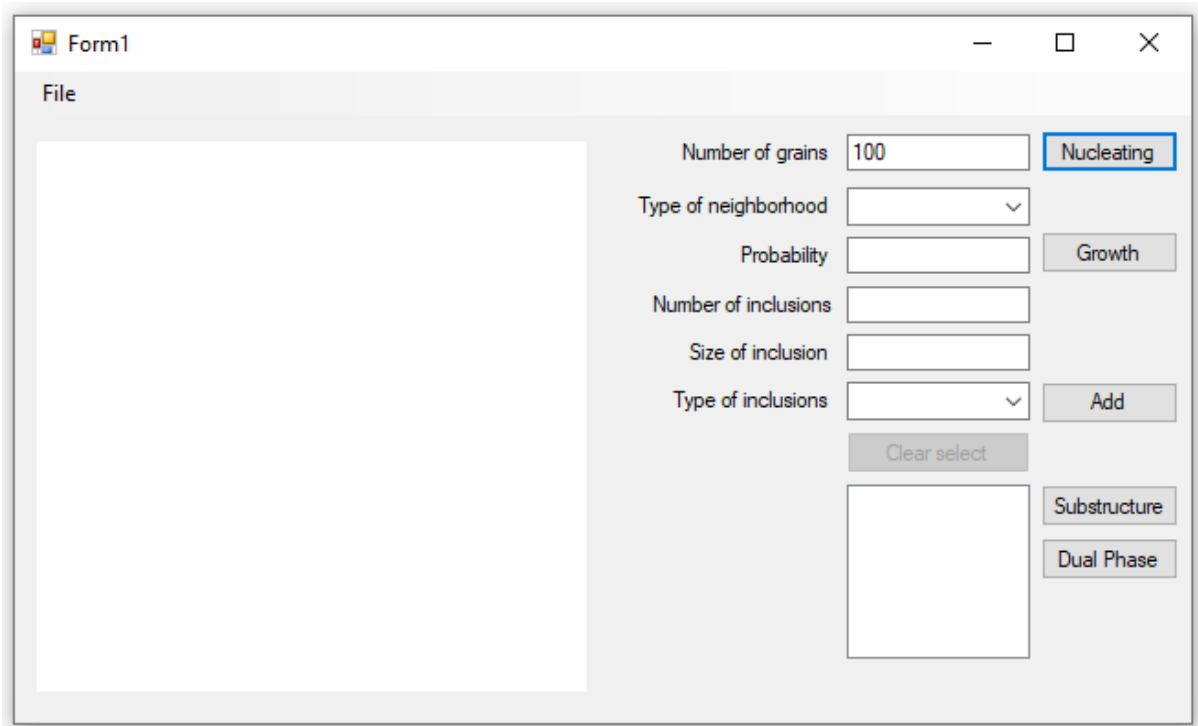 Form1
File
Number of grains 100 Nucleating
Type of neighborhood
Probability Growth
Number of inclusions
Size of inclusion
Type of inclusions Add
Clear select
Substructure
Dual Phase